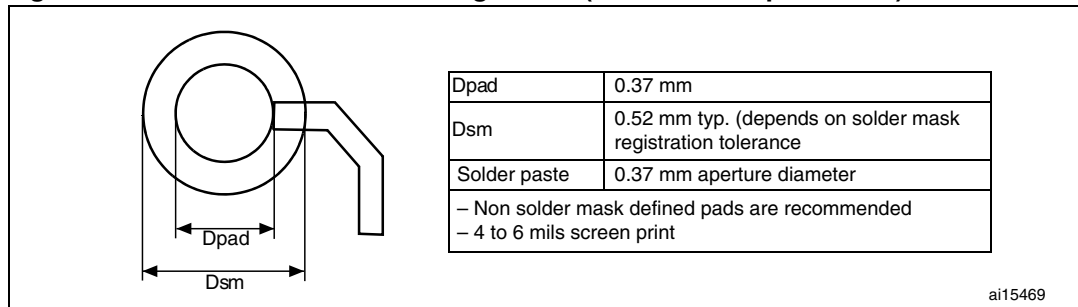 Dpad
Dsm
Dpad 0.37 mm
Dsm 0.52 mm typ. (depends on solder mask
registration tolerance
Solder paste 0.37 mm aperture diameter
– Non solder mask defined pads are recommended
– 4 to 6 mils screen print
ai15469